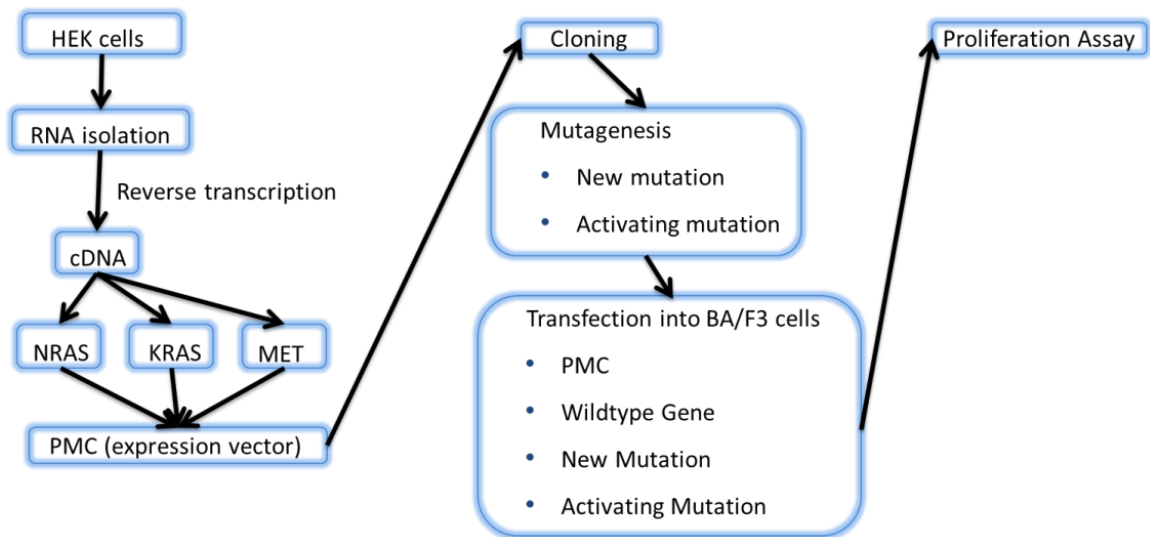 HEK cells
RNA isolation
Reverse transcription
cDNA
NRAS
KRAS
MET
PMC (expression vector)
Cloning
Mutagenesis
• New mutation
• Activating mutation
Transfection into BA/F3 cells
• PMC
• Wildtype Gene
• New Mutation
• Activating Mutation
Proliferation Assay